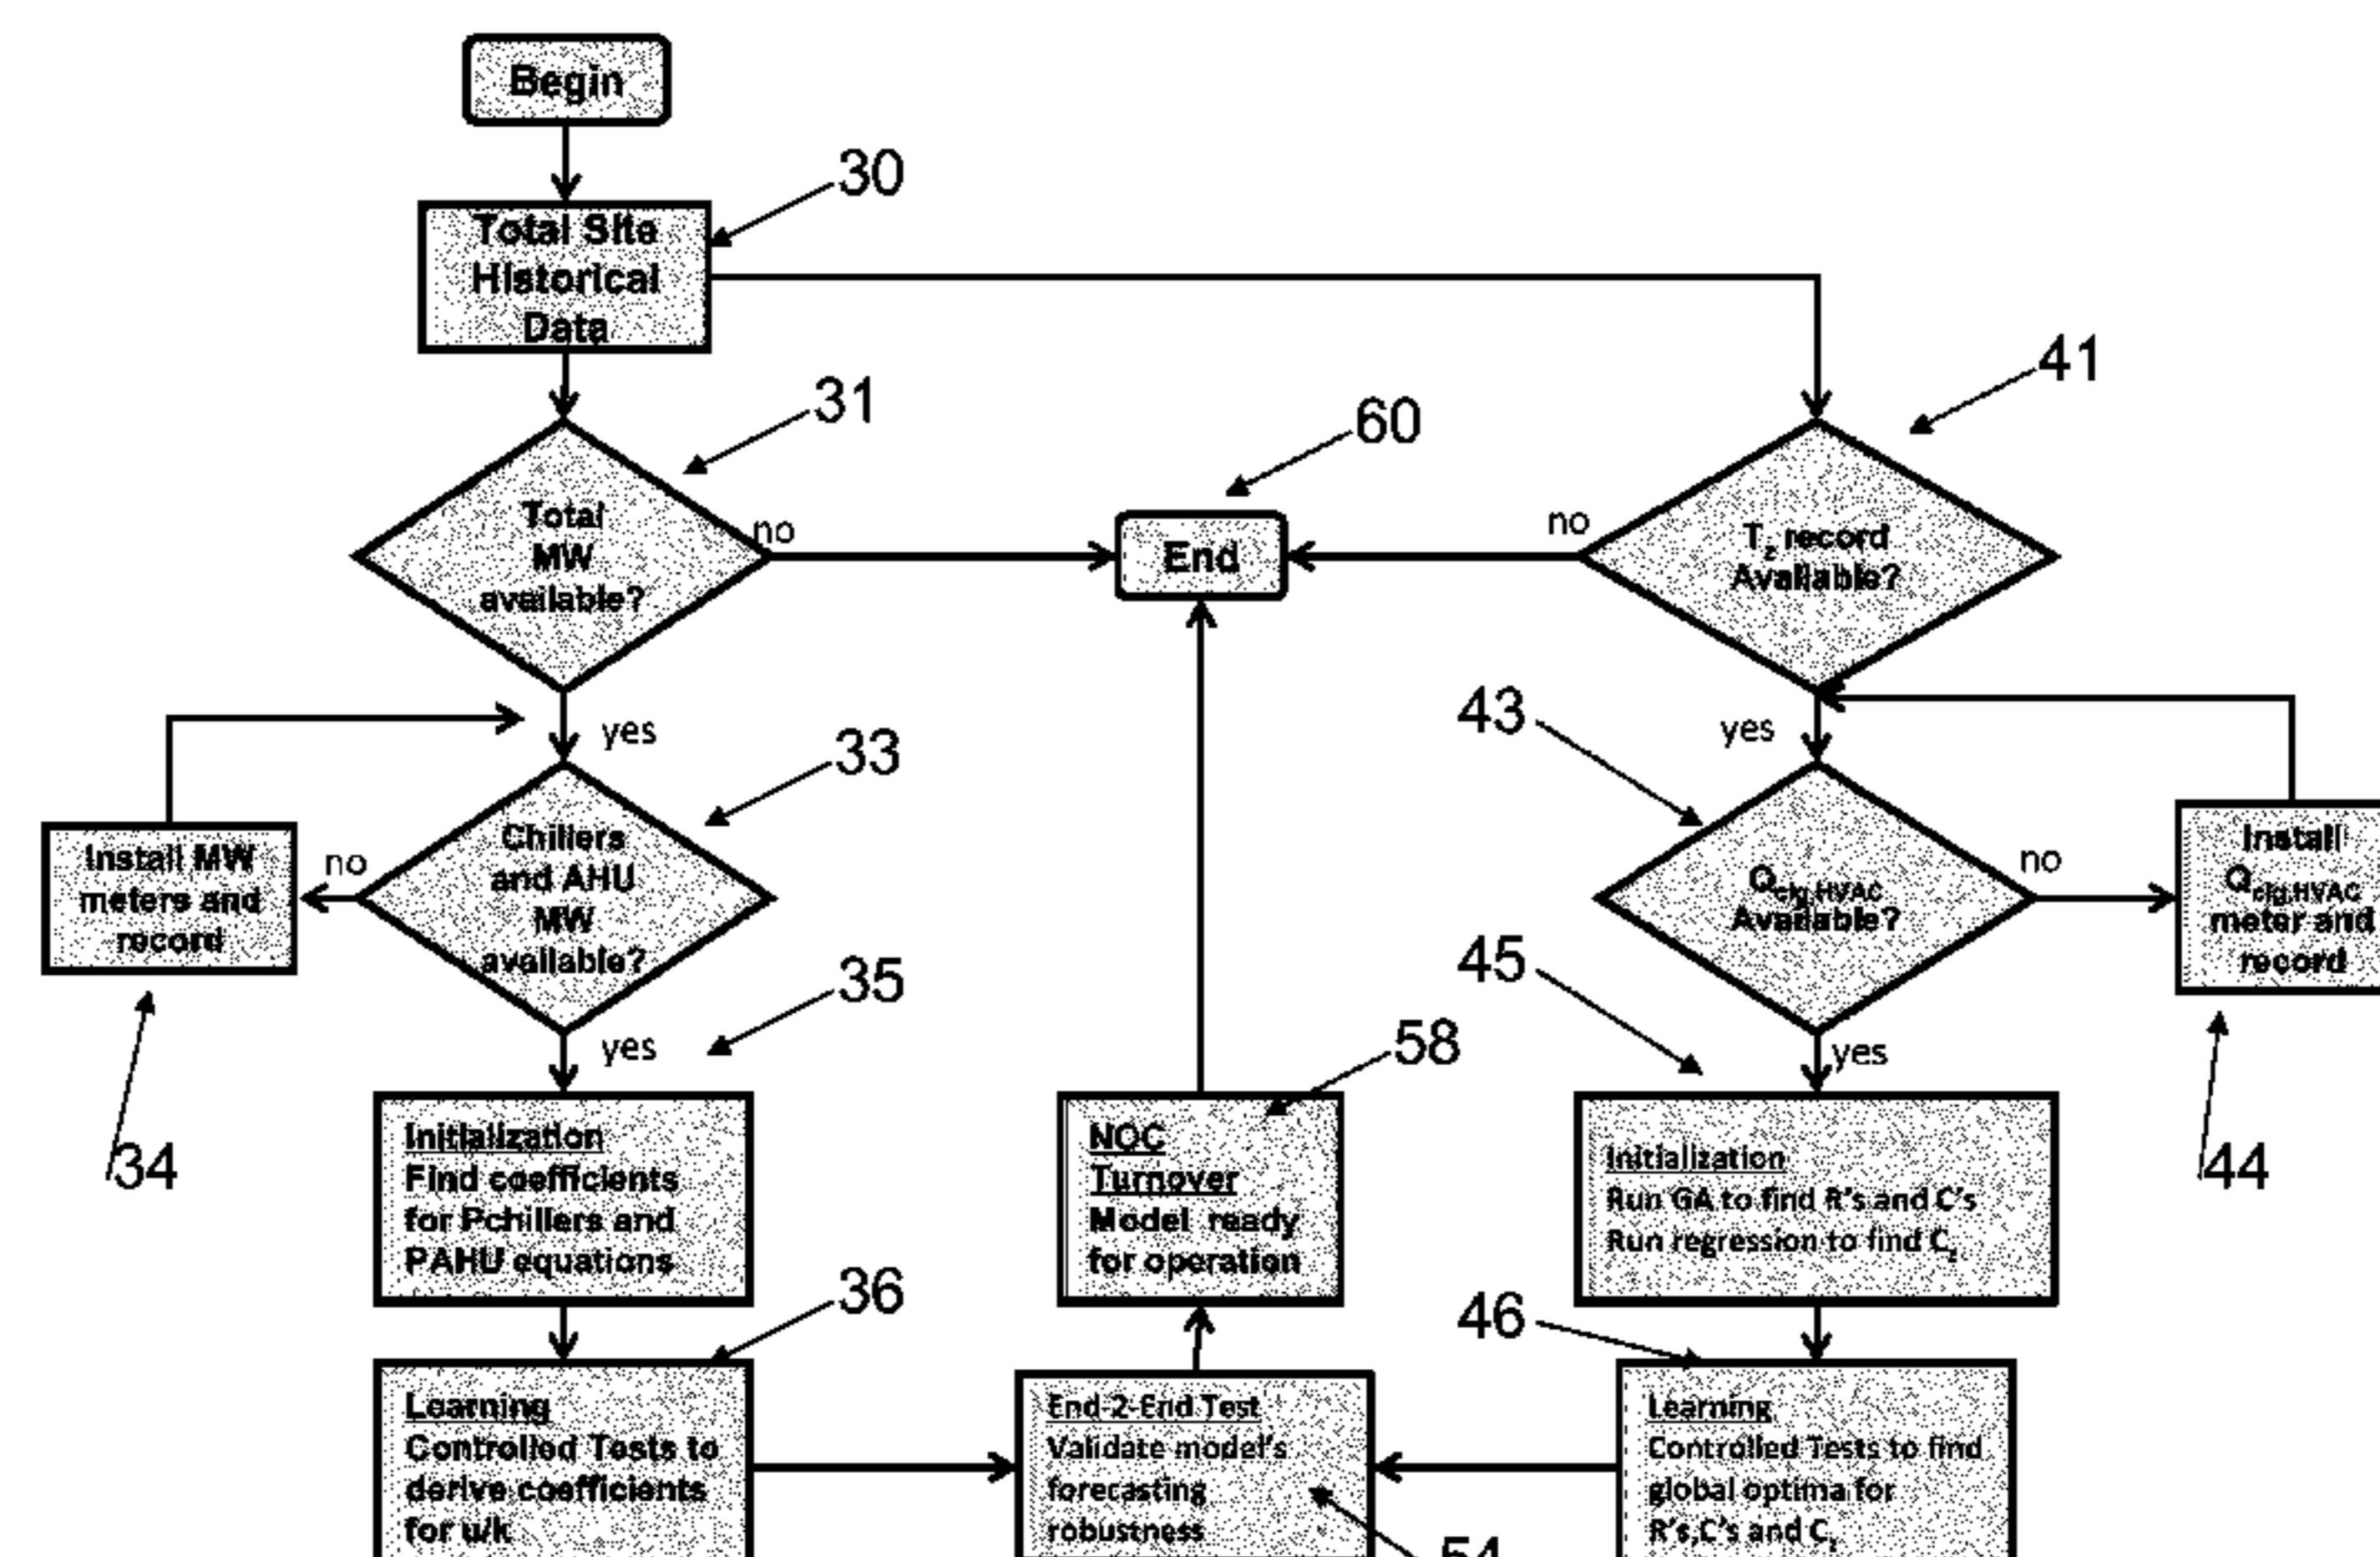 Begin
30
Total Site
Historical
Data
31
Total
MW
available?
no
60
End
41
no
Tz record
Available?
yes
33
Chillers
and AHU
MW
available?
no
Install MW
meters and
record
34
yes
43
yes
Qclg,HVAC
Available?
no
Install
Qclg,HVAC
meter and
record
44
35
Initialization
Find coefficients
for Pchillers and
PAHU equations
58
NOC
Turnover
Model ready
for operation
45
yes
Initialization
Run GA to find R's and C's
Run regression to find Cz
36
Learning
Controlled Tests to
derive coefficients
for u/k
End-2-End Test
Validate model's
forecasting
robustness
54
46
Learning
Controlled Tests to find
global optima for
R's,C's and Cz